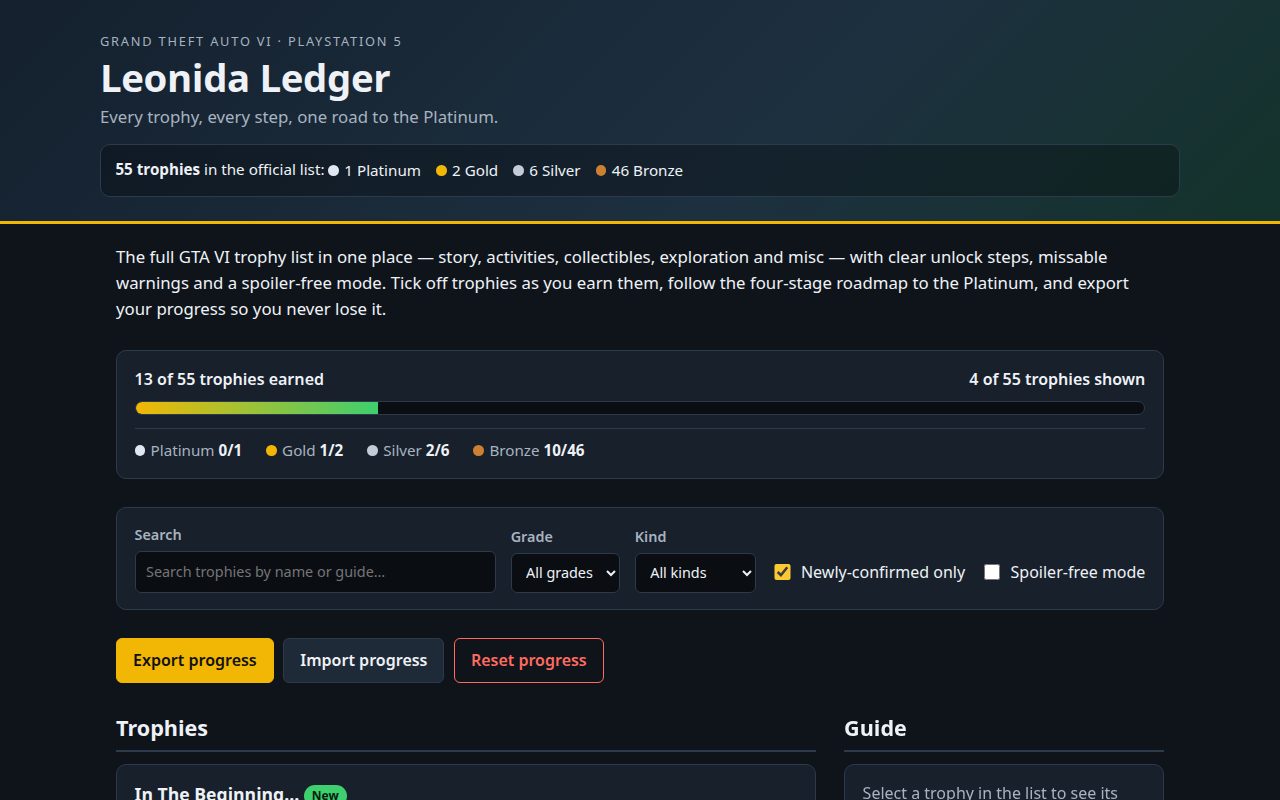 GRAND THEFT AUTO VI · PLAYSTATION 5
Leonida Ledger
Every trophy, every step, one road to the Platinum.
55 trophies in the official list: 1 Platinum 2 Gold 6 Silver 46 Bronze
The full GTA VI trophy list in one place — story, activities, collectibles, exploration and misc — with clear unlock steps, missable
warnings and a spoiler-free mode. Tick off trophies as you earn them, follow the four-stage roadmap to the Platinum, and export
your progress so you never lose it.
13 of 55 trophies earned 4 of 55 trophies shown
Platinum 0/1 Gold 1/2 Silver 2/6 Bronze 10/46
Search Grade Kind
Search trophies by name or guide... All grades All kinds Newly-confirmed only Spoiler-free mode
Export progress Import progress Reset progress
Trophies Guide
In The Beginning... New
Select a trophy in the list to see its